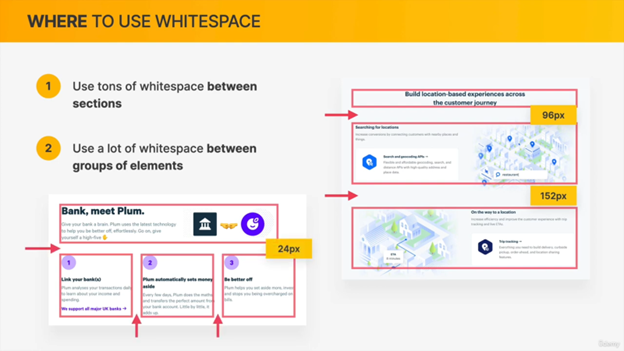 WHERE TO USE WHITESPACE
1
Use tons of whitespace between
sections
2
Use a lot of whitespace between
groups of elements
Bank, meet Plum.
Give your bank a brain. Plum uses the latest technology
to help you be better off, effortlessly. Go on, give
yourself a high-five
24px
1
Link your bank(s)
Plum analyses your transactions daily
to learn about your income and
spending.
We support all major UK banks →
2
Plum automatically sets money
aside
Every few days, Plum does the maths
and transfers the perfect amount from
your bank account. Little by little, it
adds up.
3
Be better off
Plum helps you set aside more, invest
and stops you being overcharged on
bills.
Build location-based experiences across
the customer journey
96px
Searching for locations
Search and geocoding APIs →
restaurant
152px
On the way to a location
Trip tracking →
Udemy